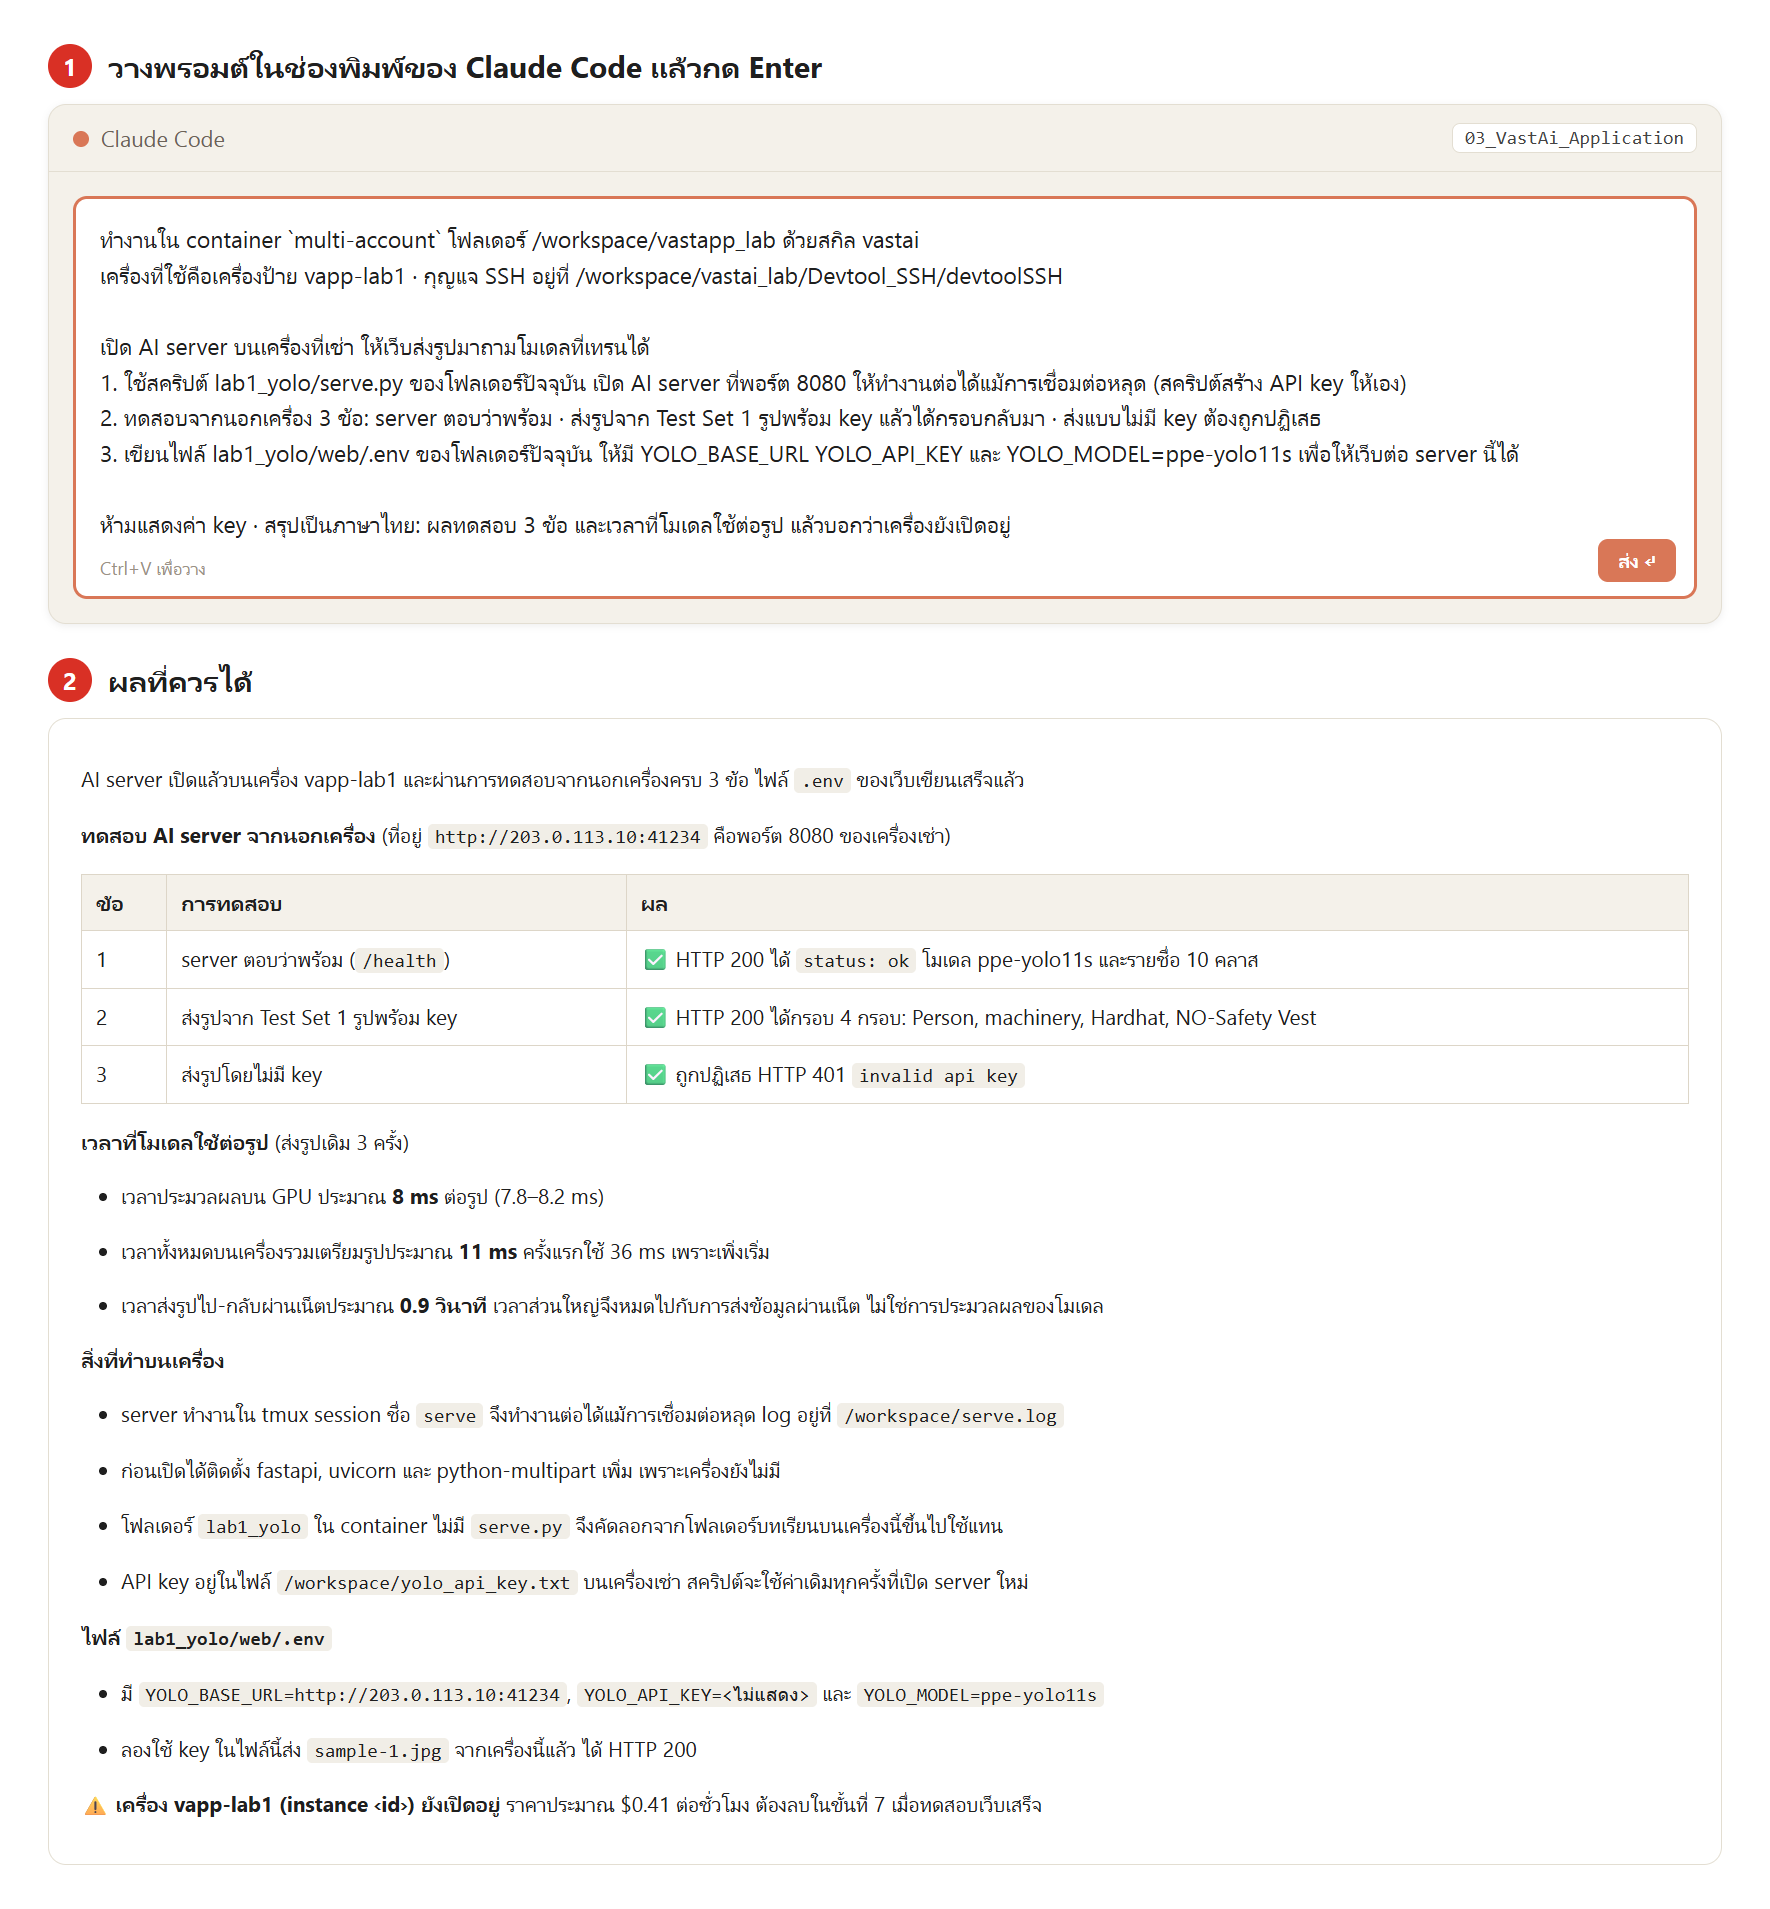 1 วางพรอมต์ในช่องพิมพ์ของ Claude Code แล้วกด Enter
Claude Code
03_VastAi_Application
ทำงานใน container `multi-account` โฟลเดอร์ /workspace/vastapp_lab ด้วยสกิล vastai
เครื่องที่ใช้คือเครื่องป้าย vapp-lab1 · กุญแจ SSH อยู่ที่ /workspace/vastai_lab/Devtool_SSH/devtoolSSH
เปิด AI server บนเครื่องที่เช่า ให้เว็บส่งรูปมาถามโมเดลที่เทรนได้
1. ใช้สคริปต์ lab1_yolo/serve.py ของโฟลเดอร์ปัจจุบัน เปิด AI server ที่พอร์ต 8080 ให้ทำงานต่อได้แม้การเชื่อมต่อหลุด (สคริปต์สร้าง API key ให้เอง)
2. ทดสอบจากนอกเครื่อง 3 ข้อ: server ตอบว่าพร้อม · ส่งรูปจาก Test Set 1 รูปพร้อม key แล้วได้กรอบกลับมา · ส่งแบบไม่มี key ต้องถูกปฏิเสธ
3. เขียนไฟล์ lab1_yolo/web/.env ของโฟลเดอร์ปัจจุบัน ให้มี YOLO_BASE_URL YOLO_API_KEY และ YOLO_MODEL=ppe-yolo11s เพื่อให้เว็บต่อ server นี้ได้
ห้ามแสดงค่า key · สรุปเป็นภาษาไทย: ผลทดสอบ 3 ข้อ และเวลาที่โมเดลใช้ต่อรูป แล้วบอกว่าเครื่องยังเปิดอยู่
Ctrl+V เพื่อวาง
ส่ง ↵
2 ผลที่ควรได้
AI server เปิดแล้วบนเครื่อง vapp-lab1 และผ่านการทดสอบจากนอกเครื่องครบ 3 ข้อ ไฟล์ .env ของเว็บเขียนเสร็จแล้ว
ทดสอบ AI server จากนอกเครื่อง (ที่อยู่ http://203.0.113.10:41234 คือพอร์ต 8080 ของเครื่องเช่า)
ข้อ การทดสอบ ผล
1 server ตอบว่าพร้อม (/health) ✅ HTTP 200 ได้ status: ok โมเดล ppe-yolo11s และรายชื่อ 10 คลาส
2 ส่งรูปจาก Test Set 1 รูปพร้อม key ✅ HTTP 200 ได้กรอบ 4 กรอบ: Person, machinery, Hardhat, NO-Safety Vest
3 ส่งรูปโดยไม่มี key ✅ ถูกปฏิเสธ HTTP 401 invalid api key
เวลาที่โมเดลใช้ต่อรูป (ส่งรูปเดิม 3 ครั้ง)
• เวลาประมวลผลบน GPU ประมาณ 8 ms ต่อรูป (7.8–8.2 ms)
• เวลาทั้งหมดบนเครื่องรวมเตรียมรูปประมาณ 11 ms ครั้งแรกใช้ 36 ms เพราะเพิ่งเริ่ม
• เวลาส่งรูปไป-กลับผ่านเน็ตประมาณ 0.9 วินาที เวลาส่วนใหญ่จึงหมดไปกับการส่งข้อมูลผ่านเน็ต ไม่ใช่การประมวลผลของโมเดล
สิ่งที่ทำบนเครื่อง
• server ทำงานใน tmux session ชื่อ serve จึงทำงานต่อได้แม้การเชื่อมต่อหลุด log อยู่ที่ /workspace/serve.log
• ก่อนเปิดได้ติดตั้ง fastapi, uvicorn และ python-multipart เพิ่ม เพราะเครื่องยังไม่มี
• โฟลเดอร์ lab1_yolo ใน container ไม่มี serve.py จึงคัดลอกจากโฟลเดอร์บทเรียนบนเครื่องนี้ขึ้นไปใช้แทน
• API key อยู่ในไฟล์ /workspace/yolo_api_key.txt บนเครื่องเช่า สคริปต์จะใช้ค่าเดิมทุกครั้งที่เปิด server ใหม่
ไฟล์ lab1_yolo/web/.env
• มี YOLO_BASE_URL=http://203.0.113.10:41234, YOLO_API_KEY=<ไม่แสดง> และ YOLO_MODEL=ppe-yolo11s
• ลองใช้ key ในไฟล์นี้ส่ง sample-1.jpg จากเครื่องนี้แล้ว ได้ HTTP 200
⚠️ เครื่อง vapp-lab1 (instance ‹id›) ยังเปิดอยู่ ราคาประมาณ $0.41 ต่อชั่วโมง ต้องลบในขั้นที่ 7 เมื่อทดสอบเว็บเสร็จ